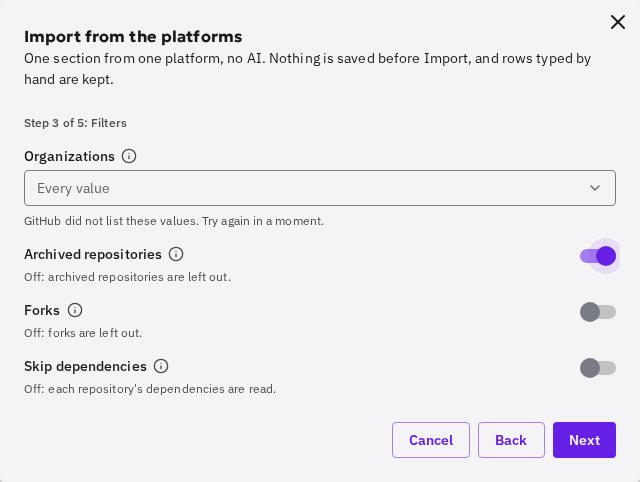 Import from the platforms
One section from one platform, no AI. Nothing is saved before Import, and rows typed by
hand are kept.
Step 3 of 5: Filters
Organizations
Every value
GitHub did not list these values. Try again in a moment.
Archived repositories
Off: archived repositories are left out.
Forks
Off: forks are left out.
Skip dependencies
Off: each repository's dependencies are read.
Cancel
Back
Next